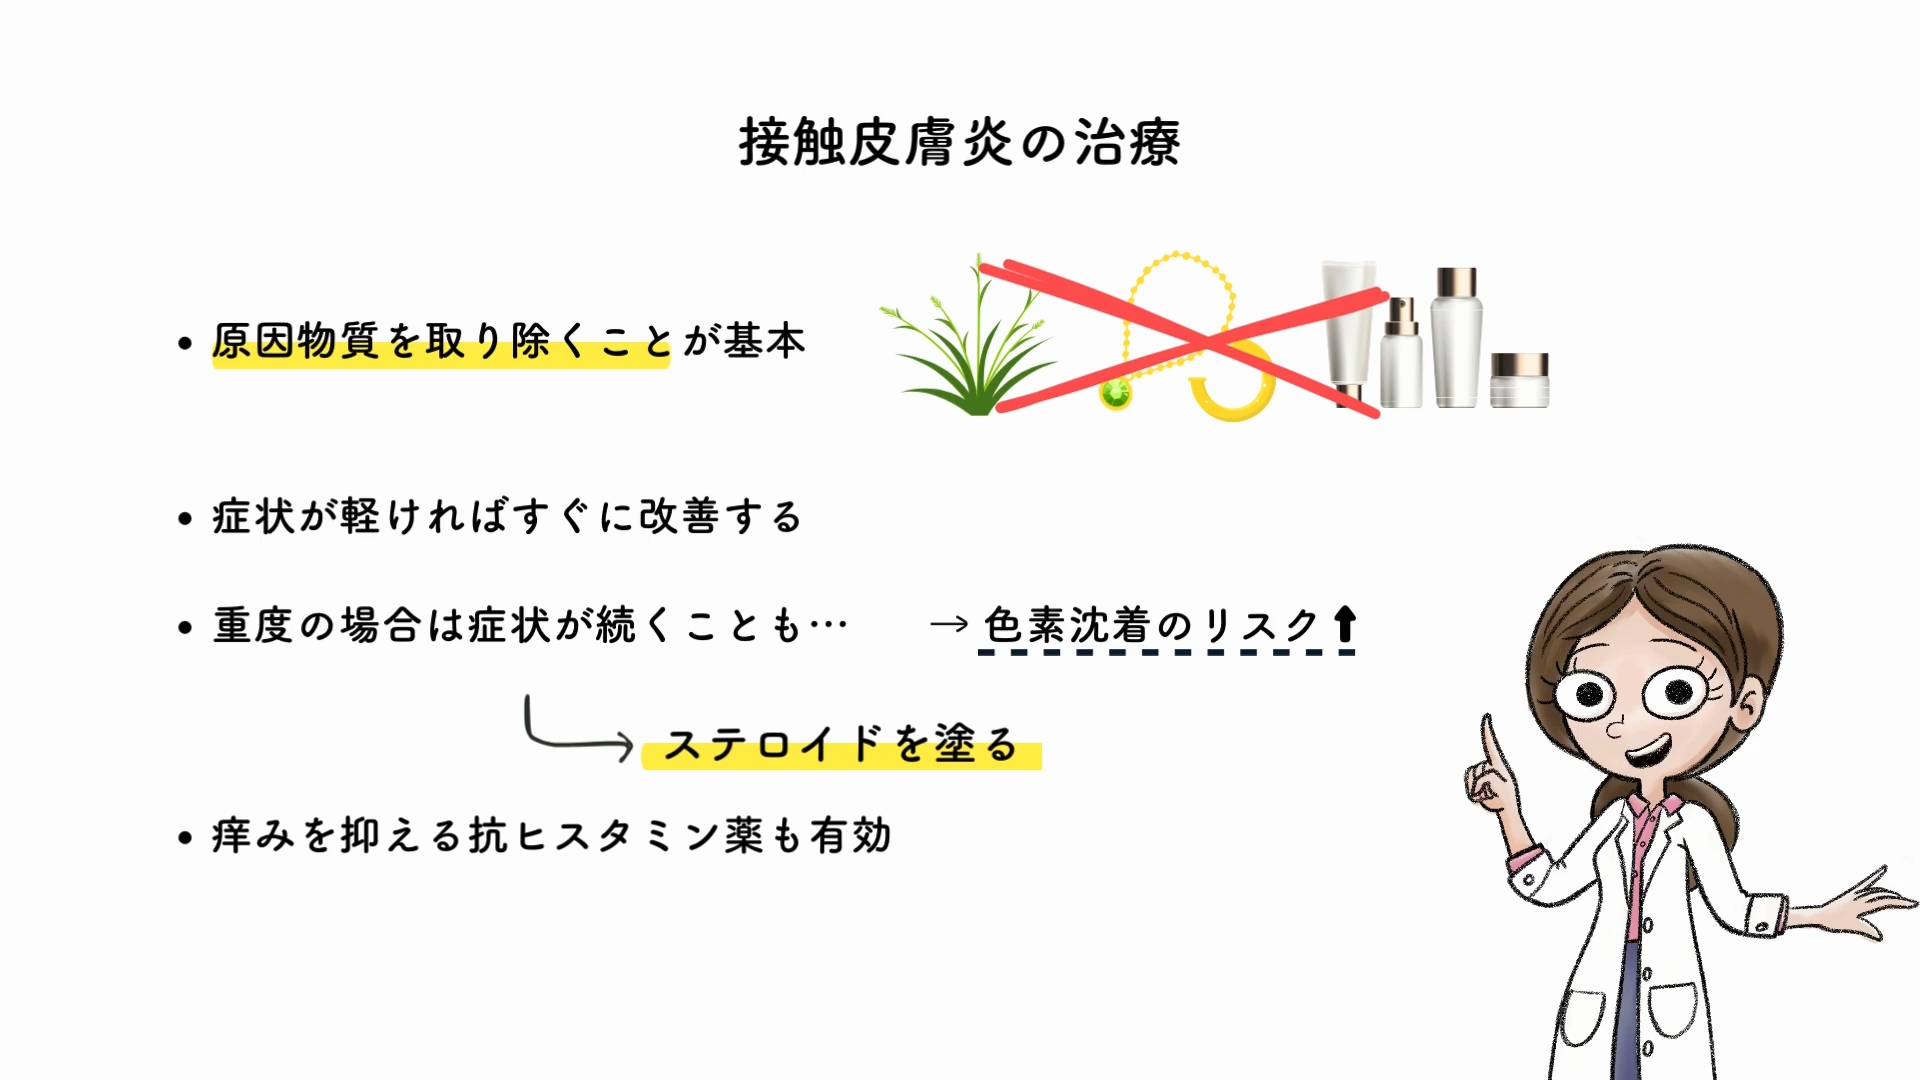 接触皮膚炎の治療
• 原因物質を取り除くことが基本
• 症状が軽ければすぐに改善する
• 重度の場合は症状が続くことも… → 色素沈着のリスク⬆
ステロイドを塗る
• 痒みを抑える抗ヒスタミン薬も有効